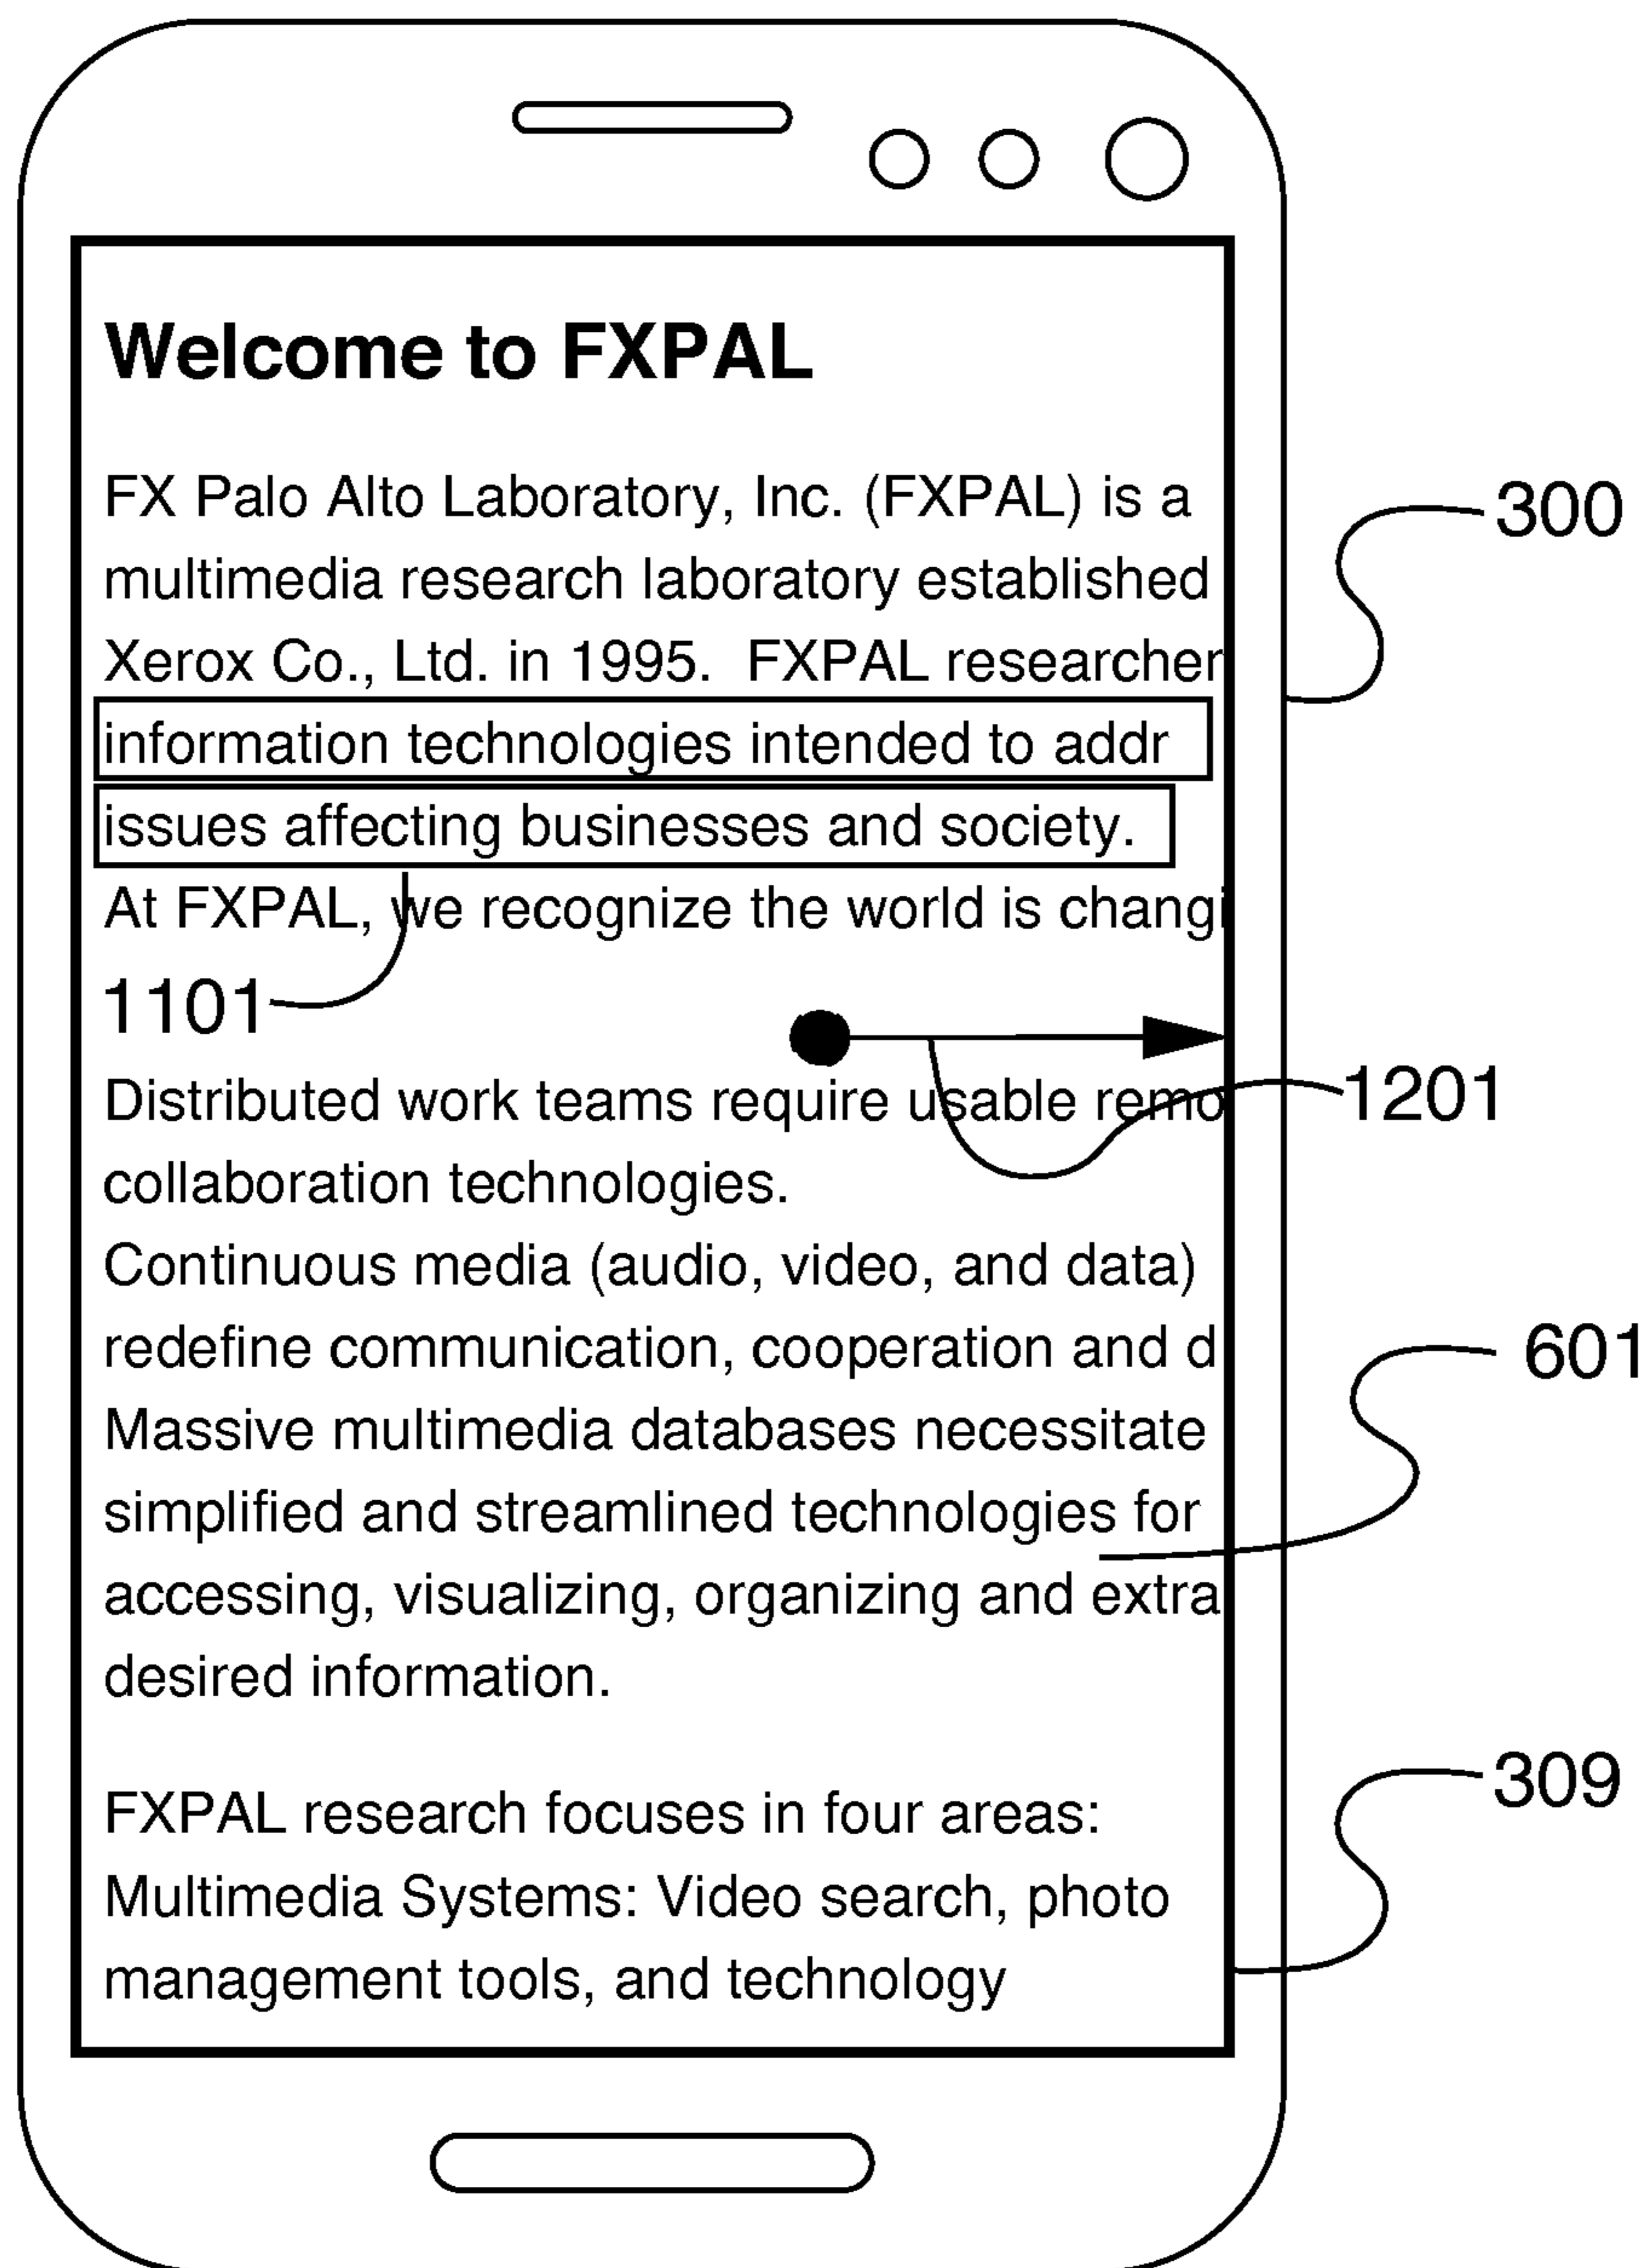 Welcome to FXPAL
FX Palo Alto Laboratory, Inc. (FXPAL) is a
multimedia research laboratory established
Xerox Co., Ltd. in 1995.  FXPAL researcher
information technologies intended to addr
issues affecting businesses and society.
At FXPAL, we recognize the world is changi
Distributed work teams require usable remo
collaboration technologies.
Continuous media (audio, video, and data)
redefine communication, cooperation and d
Massive multimedia databases necessitate
simplified and streamlined technologies for
accessing, visualizing, organizing and extra
desired information.
FXPAL research focuses in four areas:
Multimedia Systems: Video search, photo
management tools, and technology
300
1101
1201
601
309